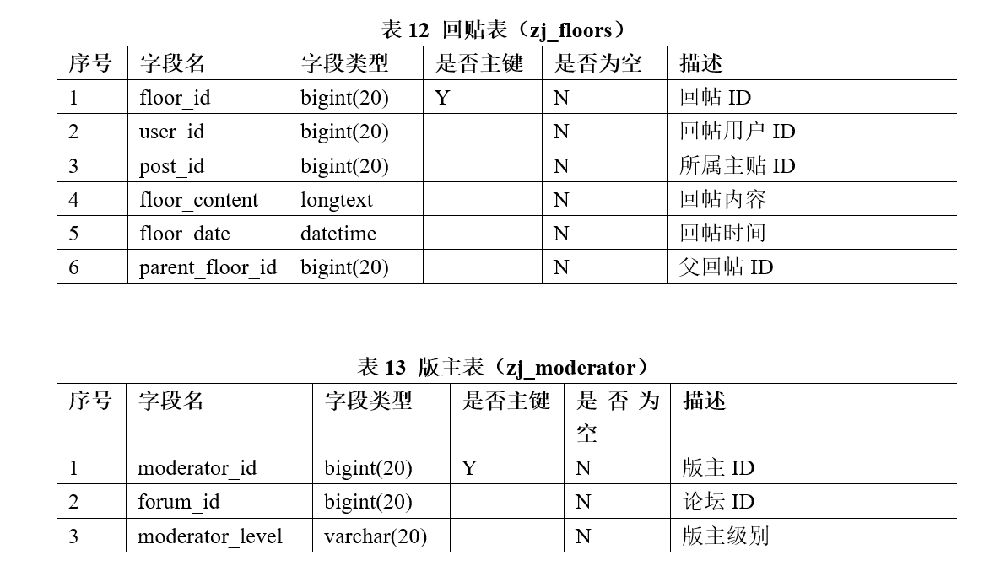 表 12 回贴表（zj_floors）
序号 字段名 字段类型 是否主键 是否为空 描述
1 floor_id bigint(20) Y N 回帖 ID
2 user_id bigint(20) N 回帖用户 ID
3 post_id bigint(20) N 所属主贴 ID
4 floor_content longtext N 回帖内容
5 floor_date datetime N 回帖时间
6 parent_floor_id bigint(20) N 父回帖 ID
表 13 版主表（zj_moderator）
序号 字段名 字段类型 是否主键 是否为 描述
空
1 moderator_id bigint(20) Y N 版主 ID
2 forum_id bigint(20) N 论坛 ID
3 moderator_level varchar(20) N 版主级别